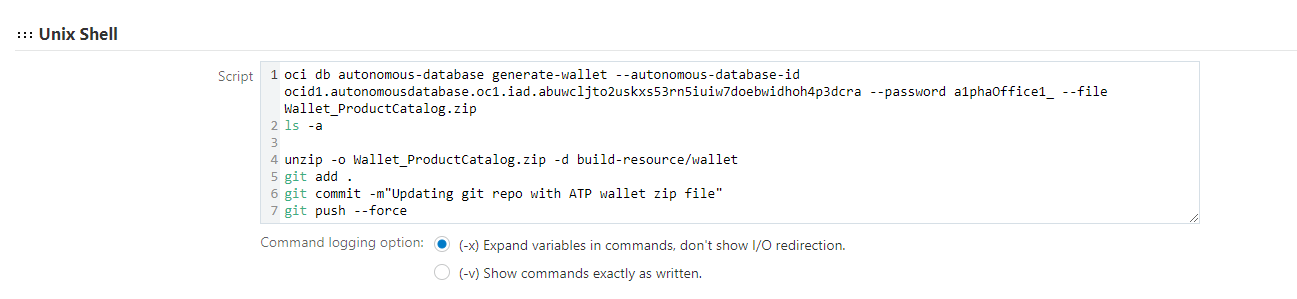 ::: Unix Shell
Script
1 oci db autonomous-database generate-wallet --autonomous-database-id
ocid1.autonomousdatabase.oc1.iad.abuwcljto2uskxs53rn5iuiw7doebwidhoh4p3dcra --password a1phaOffice1_ --file
Wallet_ProductCatalog.zip
2 ls -a
3
4 unzip -o Wallet_ProductCatalog.zip -d build-resource/wallet
5 git add .
6 git commit -m"Updating git repo with ATP wallet zip file"
7 git push --force
Command logging option: (-x) Expand variables in commands, don't show I/O redirection.
(-v) Show commands exactly as written.